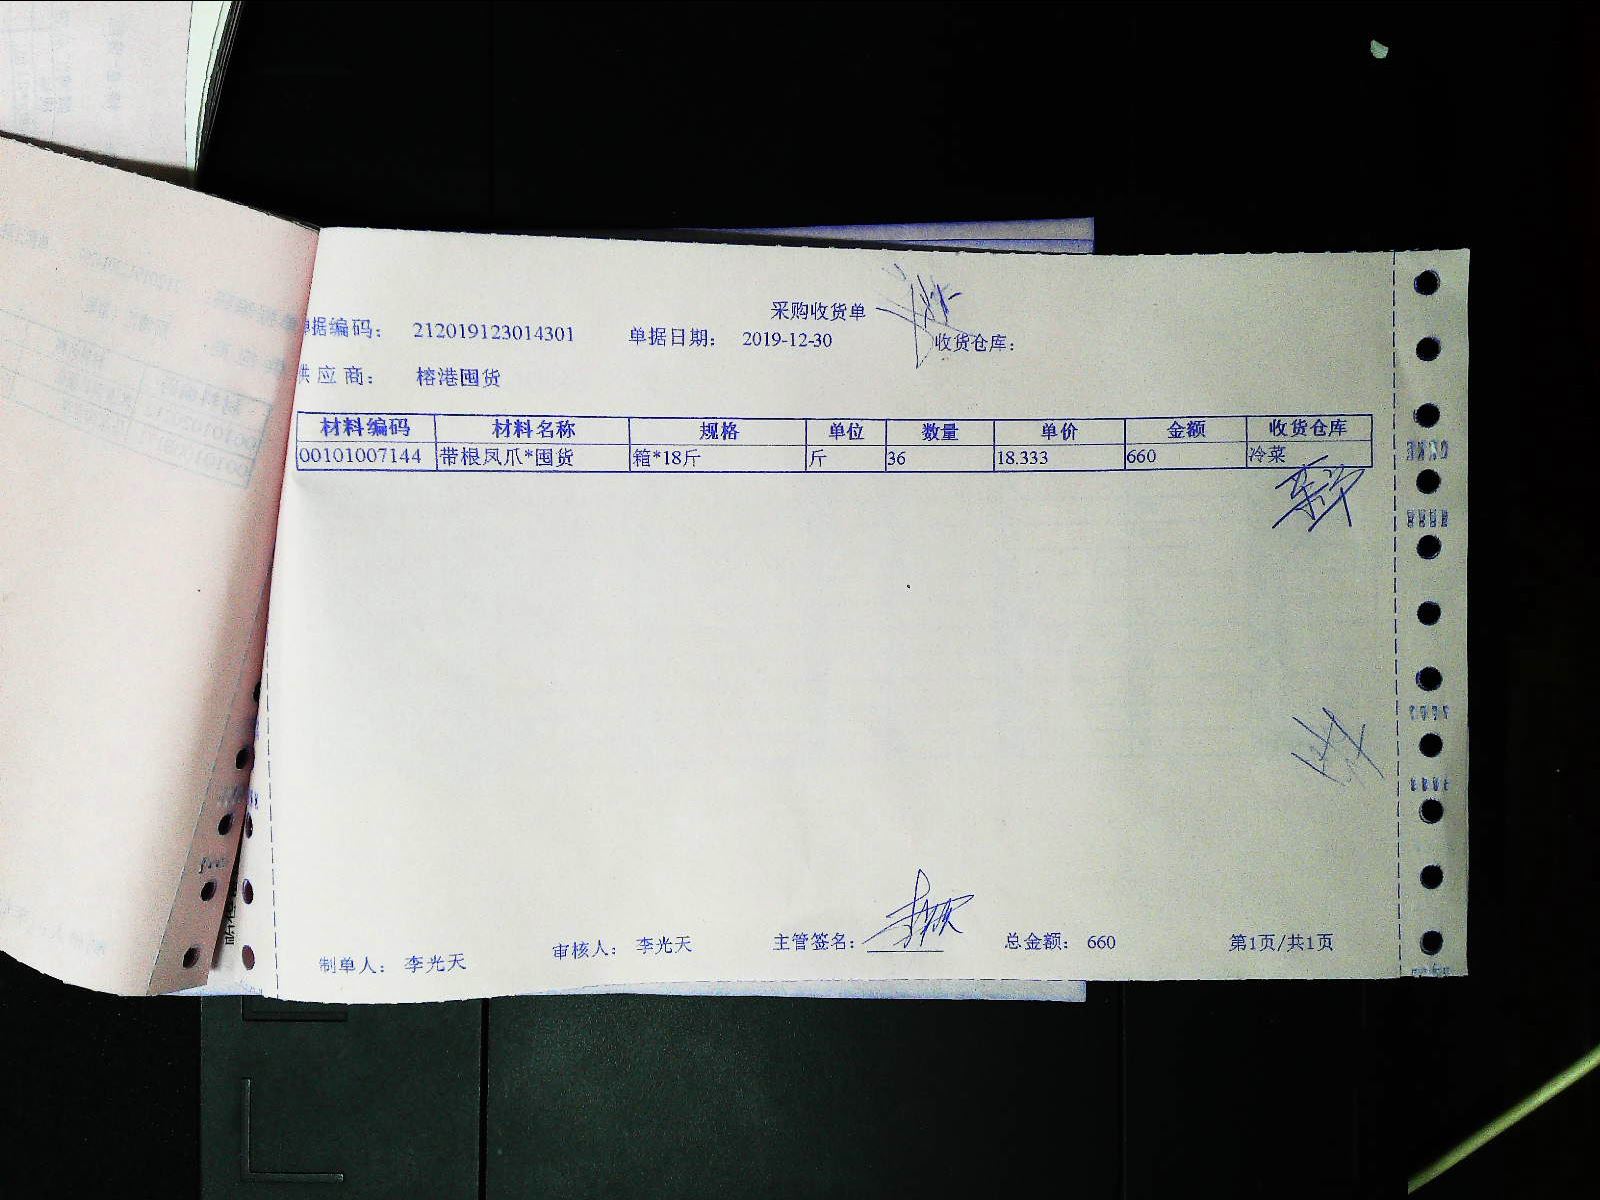 采购收货单
单据编码： 212019123014301 单据日期： 2019-12-30 收货仓库：
供应商： 榕港囤货
材料编码 材料名称 规格 单位 数量 单价 金额 收货仓库
00101007144 带根凤爪*囤货 箱*18斤 斤 36 18.333 660 冷菜
制单人： 李光天 审核人： 李光天 主管签名： 总金额： 660 第1页/共1页